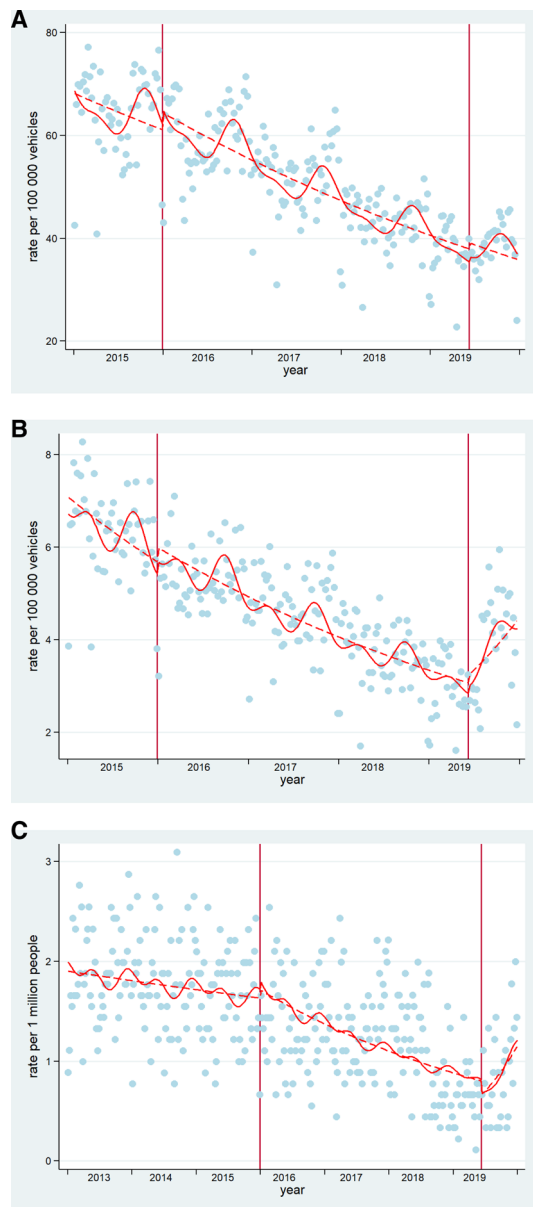 A
80
60
40
20
rate per 100 000 vehicles
2015 2016 2017 2018 2019
year
B
8
6
4
2
rate per 100 000 vehicles
2015 2016 2017 2018 2019
year
C
3
2
1
0
rate per 1 million people
2013 2014 2015 2016 2017 2018 2019
year